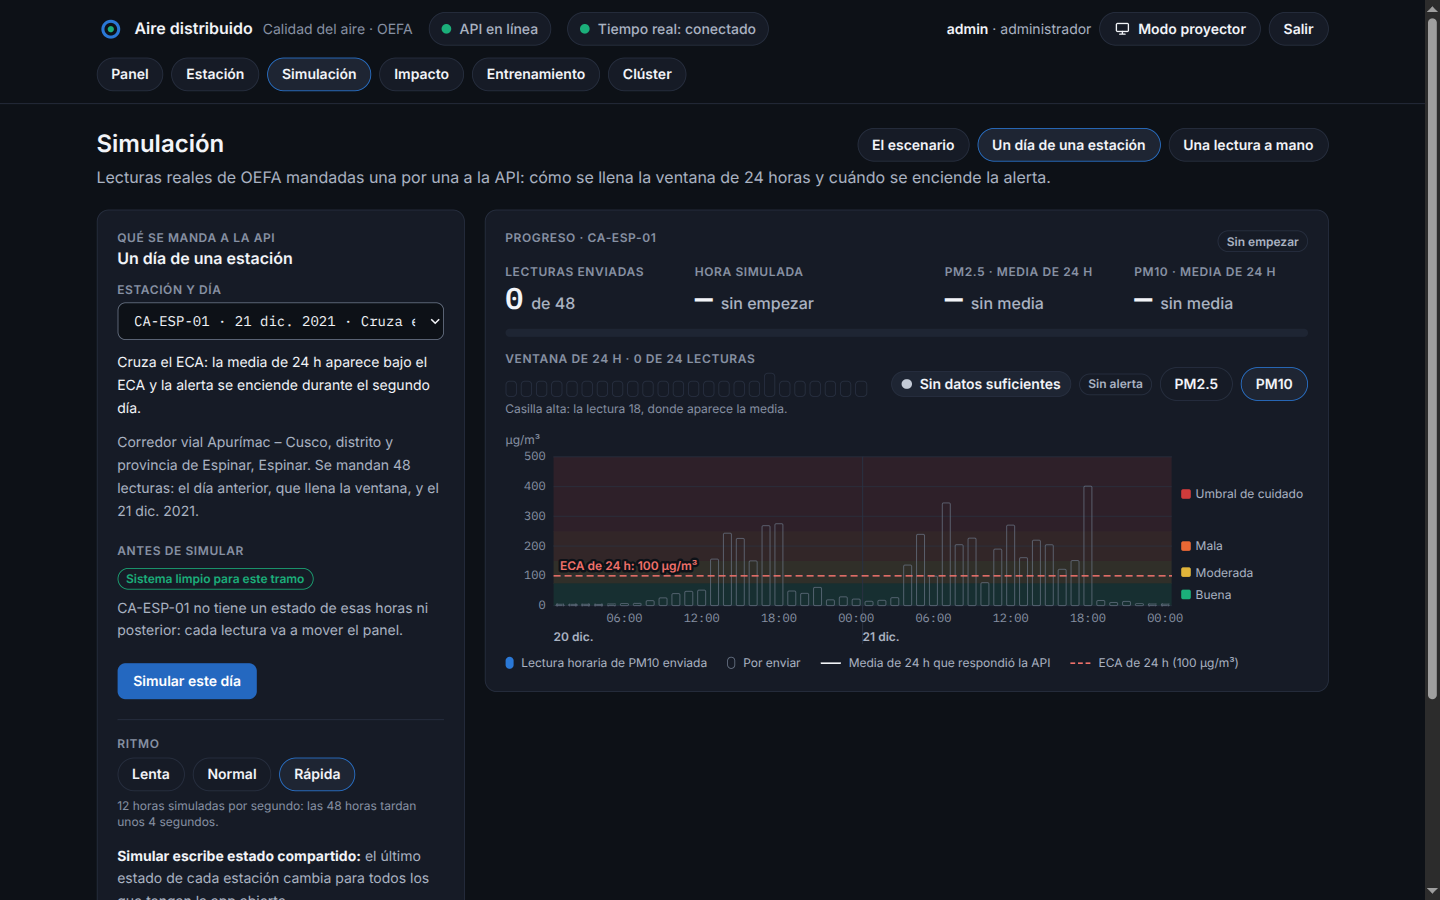 Aire distribuido Calidad del aire · OEFA API en línea Tiempo real: conectado admin · administrador Modo proyector Salir
Panel Estación Simulación Impacto Entrenamiento Clúster
Simulación El escenario Un día de una estación Una lectura a mano
Lecturas reales de OEFA mandadas una por una a la API: cómo se llena la ventana de 24 horas y cuándo se enciende la alerta.
QUÉ SE MANDA A LA API
Un día de una estación
ESTACIÓN Y DÍA
CA-ESP-01 · 21 dic. 2021 · Cruza
Cruza el ECA: la media de 24 h aparece bajo el
ECA y la alerta se enciende durante el segundo
día.
Corredor vial Apurímac – Cusco, distrito y
provincia de Espinar, Espinar. Se mandan 48
lecturas: el día anterior, que llena la ventana, y el
21 dic. 2021.
ANTES DE SIMULAR
Sistema limpio para este tramo
CA-ESP-01 no tiene un estado de esas horas ni
posterior: cada lectura va a mover el panel.
Simular este día
RITMO
Lenta Normal Rápida
12 horas simuladas por segundo: las 48 horas tardan
unos 4 segundos.
Simular escribe estado compartido: el último
estado de cada estación cambia para todos los
PROGRESO · CA-ESP-01 Sin empezar
LECTURAS ENVIADAS HORA SIMULADA PM2.5 · MEDIA DE 24 H PM10 · MEDIA DE 24 H
0 de 48 — sin empezar — sin media — sin media
VENTANA DE 24 H · 0 DE 24 LECTURAS
Sin datos suficientes Sin alerta PM2.5 PM10
Casilla alta: la lectura 18, donde aparece la media.
µg/m³
500
400
300
200
100
0
ECA de 24 h: 100 µg/m³
Umbral de cuidado
Mala
Moderada
Buena
06:00 12:00 18:00 00:00 06:00 12:00 18:00 00:00
20 dic. 21 dic.
Lectura horaria de PM10 enviada Por enviar Media de 24 h que respondió la API ECA de 24 h (100 µg/m³)